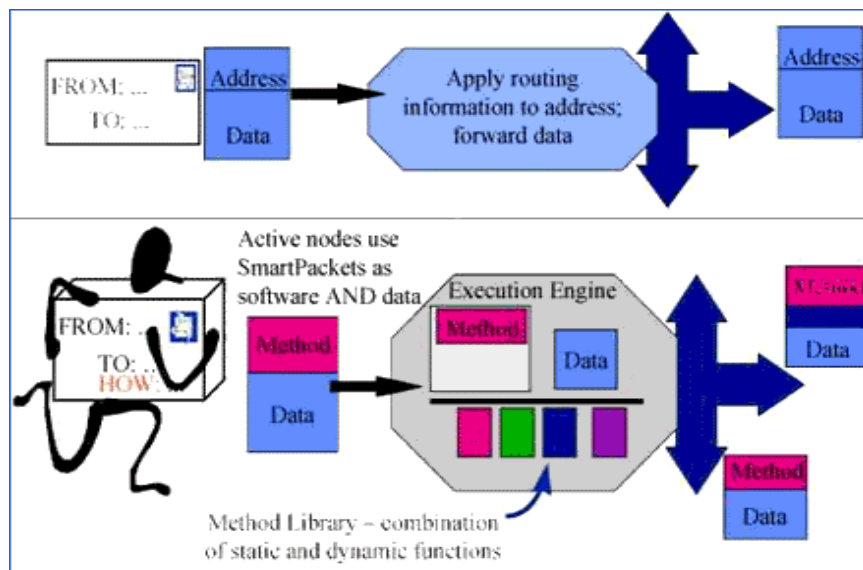 FROM: ...
TO: ...
Address
Data
Apply routing
information to address;
forward data
Address
Data
Active nodes use
SmartPackets as
software AND data
FROM: ...
TO: ...
HOW: ...
Method
Data
Execution Engine
Method
Data
Method Library – combination
of static and dynamic functions
Method
Data
Method
Data